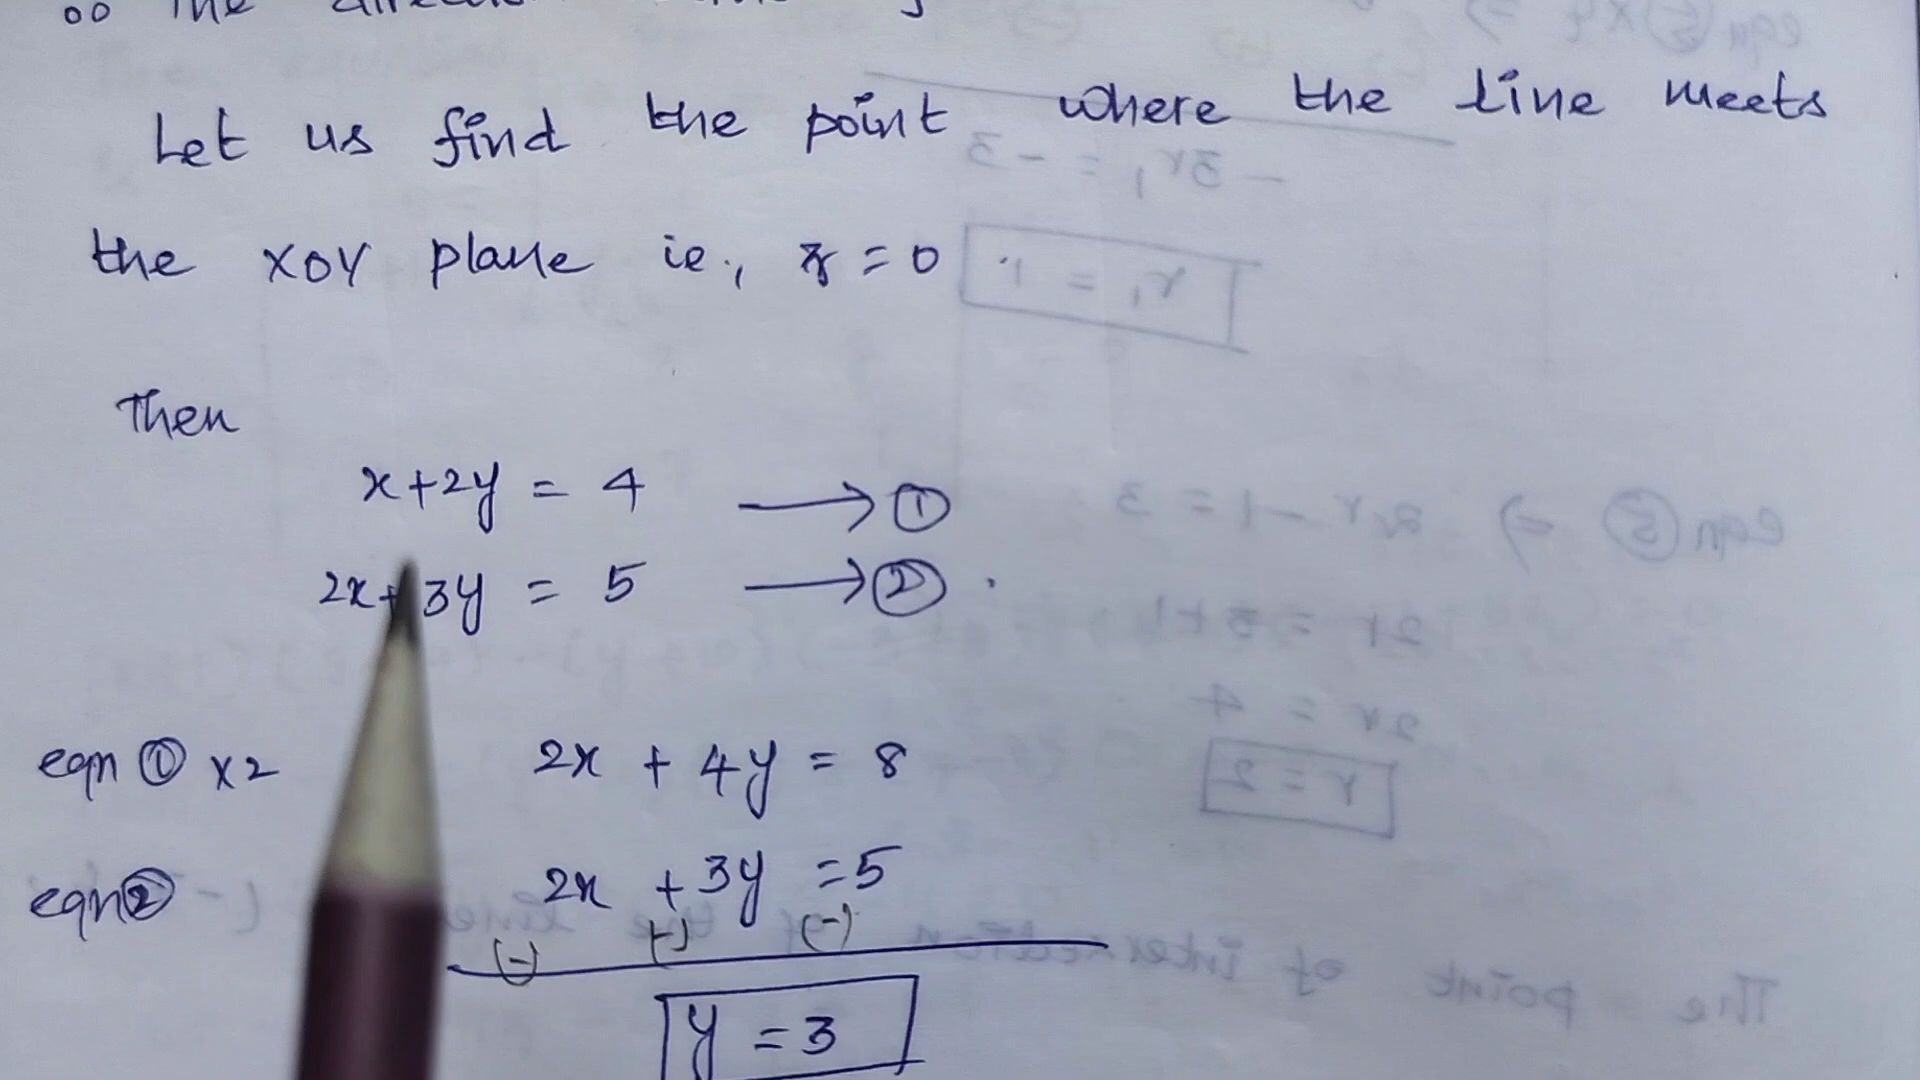 ∴ The
Let us find the point where the line meets
the XOY plane ie., z = 0
Then
x+2y = 4 → ①
2x+3y = 5 → ②.
eqn ① x2 2x + 4y = 8
eqn② 2x +3y =5
(-) (-) (-)
y = 3